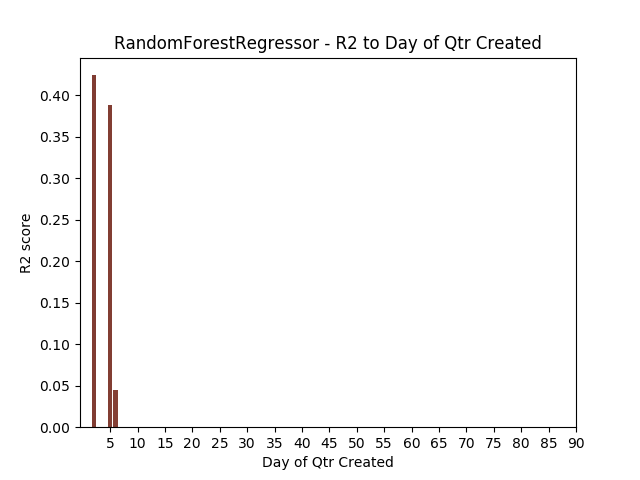 RandomForestRegressor - R2 to Day of Qtr Created
0.40
0.35
0.30
0.25
0.20
0.15
0.10
0.05
0.00
R2 score
5 10 15 20 25 30 35 40 45 50 55 60 65 70 75 80 85 90
Day of Qtr Created